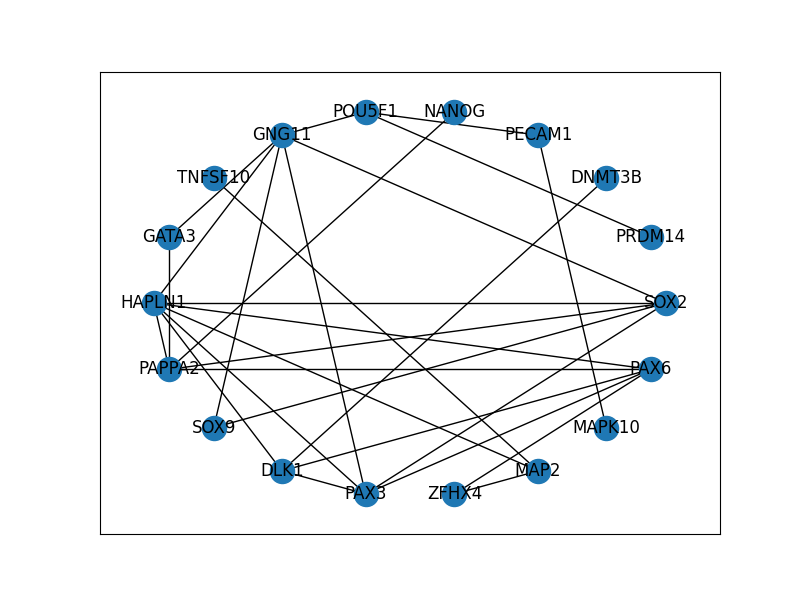 POU5F1
NANOG
GNG11
PECAM1
TNFSF10
DNMT3B
GATA3
PRDM14
HAPLN1
SOX2
PAPPA2
PAX6
SOX9
MAPK10
DLK1
MAP2
PAX3
ZFHX4